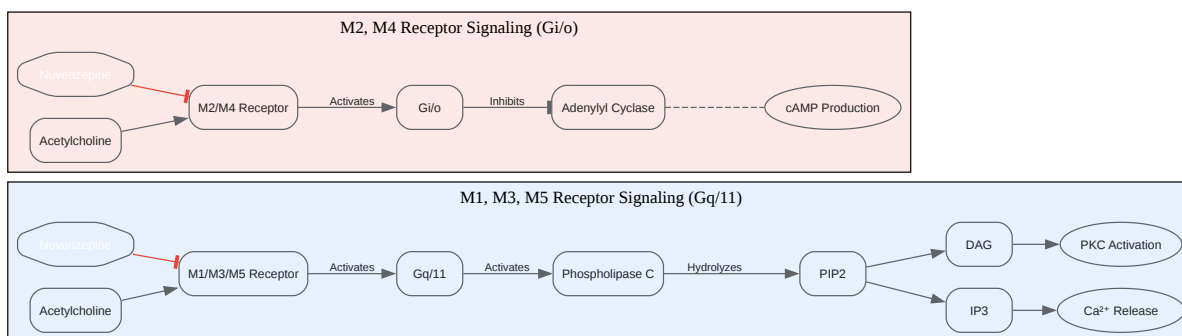 M2, M4 Receptor Signaling (Gi/o)
Nuvenzepine
M2/M4 Receptor
Activates
Gi/o
Inhibits
Adenylyl Cyclase
cAMP Production
Acetylcholine
M1, M3, M5 Receptor Signaling (Gq/11)
Nuvenzepine
M1/M3/M5 Receptor
Activates
Gq/11
Activates
Phospholipase C
Hydrolyzes
PIP2
DAG
PKC Activation
Acetylcholine
IP3
Ca²⁺ Release